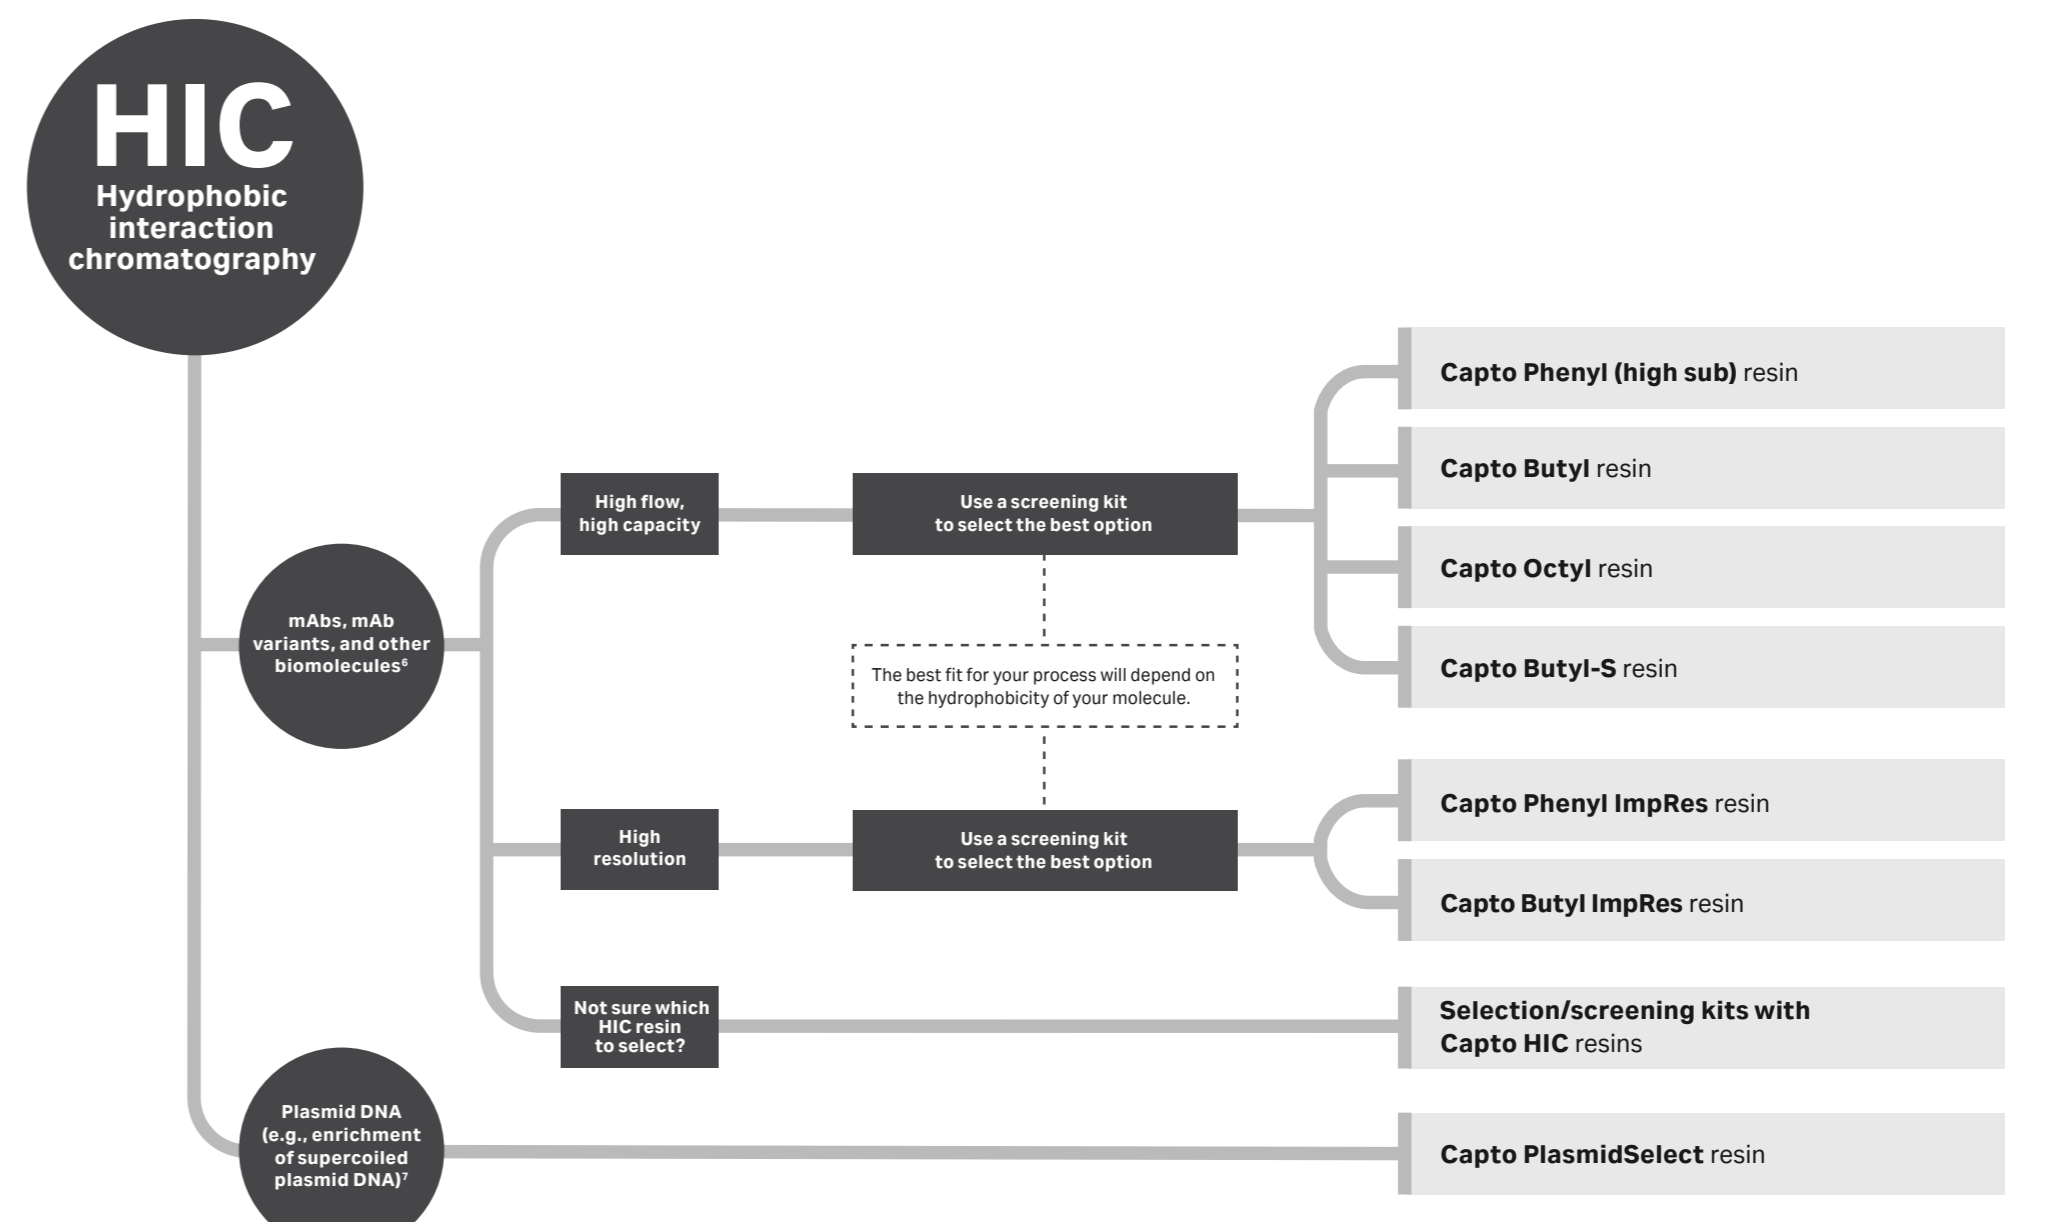 HIC
Hydrophobic
interaction
chromatography
mAbs, mAb
variants, and other
biomolecules⁶
High flow,
high capacity
Use a screening kit
to select the best option
Capto Phenyl (high sub) resin
Capto Butyl resin
Capto Octyl resin
Capto Butyl-S resin
The best fit for your process will depend on
the hydrophobicity of your molecule.
High
resolution
Use a screening kit
to select the best option
Capto Phenyl ImpRes resin
Capto Butyl ImpRes resin
Not sure which
HIC resin
to select?
Selection/screening kits with
Capto HIC resins
Plasmid DNA
(e.g., enrichment
of supercoiled
plasmid DNA)⁷
Capto PlasmidSelect resin